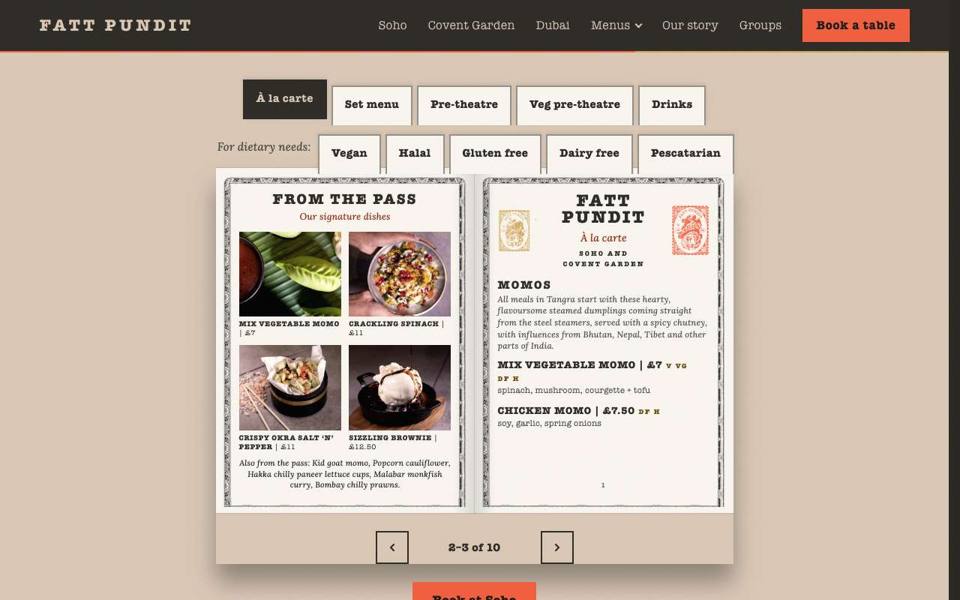 FATT PUNDIT
Soho
Covent Garden
Dubai
Menus
Our story
Groups
Book a table
À la carte
Set menu
Pre-theatre
Veg pre-theatre
Drinks
For dietary needs:
Vegan
Halal
Gluten free
Dairy free
Pescatarian
FROM THE PASS
Our signature dishes
MIX VEGETABLE MOMO
| £7
CRACKLING SPINACH |
£11
CRISPY OKRA SALT ‘N’
PEPPER | £11
SIZZLING BROWNIE |
£12.50
Also from the pass: Kid goat momo, Popcorn cauliflower,
Hakka chilly paneer lettuce cups, Malabar monkfish
curry, Bombay chilly prawns.
FATT
PUNDIT
À la carte
SOHO AND
COVENT GARDEN
MOMOS
All meals in Tangra start with these hearty,
flavoursome steamed dumplings coming straight
from the steel steamers, served with a spicy chutney,
with influences from Bhutan, Nepal, Tibet and other
parts of India.
MIX VEGETABLE MOMO | £7 V VG
DF H
spinach, mushroom, courgette + tofu
CHICKEN MOMO | £7.50 DF H
soy, garlic, spring onions
1
2–3 of 10
Book at Soho